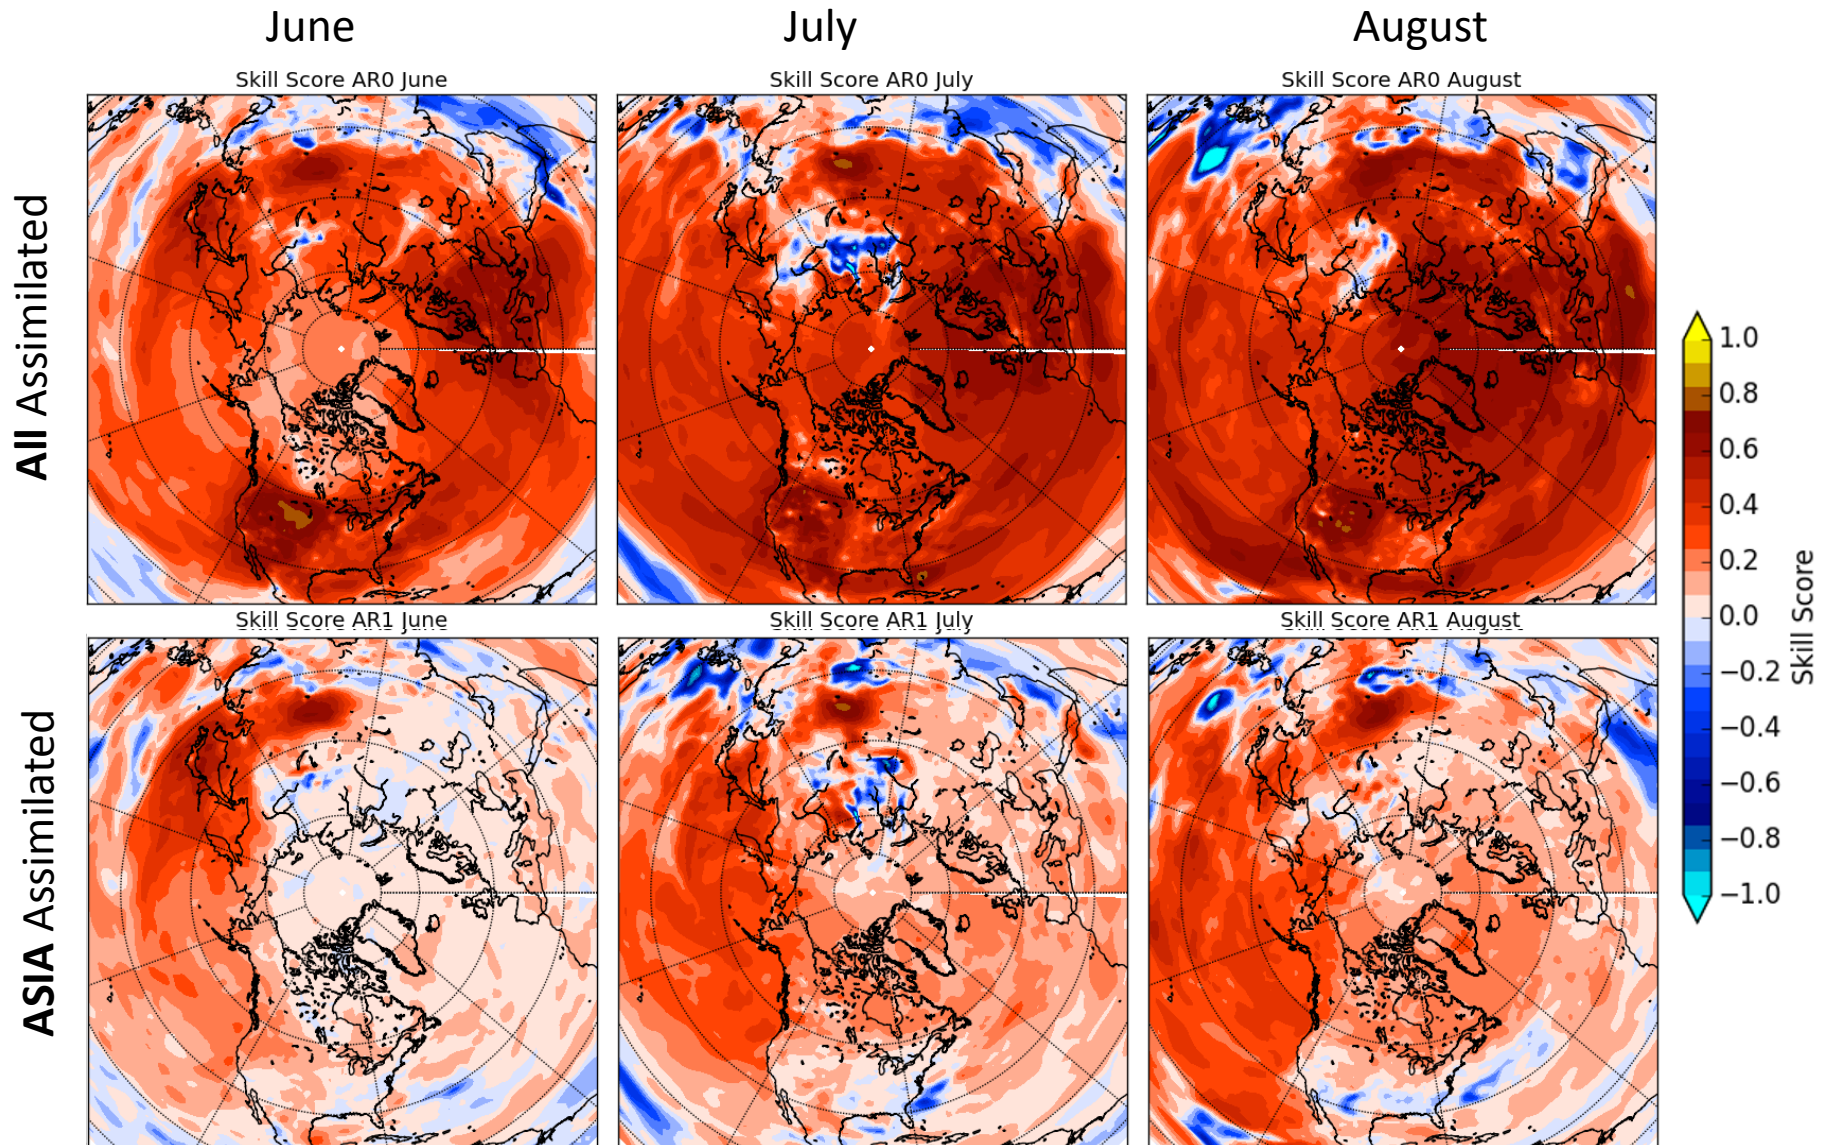 June July August
Skill Score AR0 June Skill Score AR0 July Skill Score AR0 August
All Assimilated
Skill Score AR1 June Skill Score AR1 July Skill Score AR1 August
ASIA Assimilated
1.0
0.8
0.6
0.4
0.2
0.0
−0.2
−0.4
−0.6
−0.8
−1.0
Skill Score